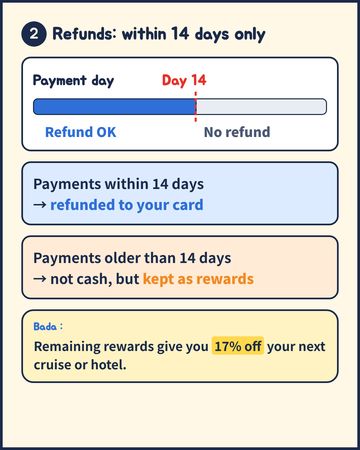 2 Refunds: within 14 days only
Payment day Day 14
Refund OK No refund
Payments within 14 days
→ refunded to your card
Payments older than 14 days
→ not cash, but kept as rewards
Bada :
Remaining rewards give you 17% off your next
cruise or hotel.